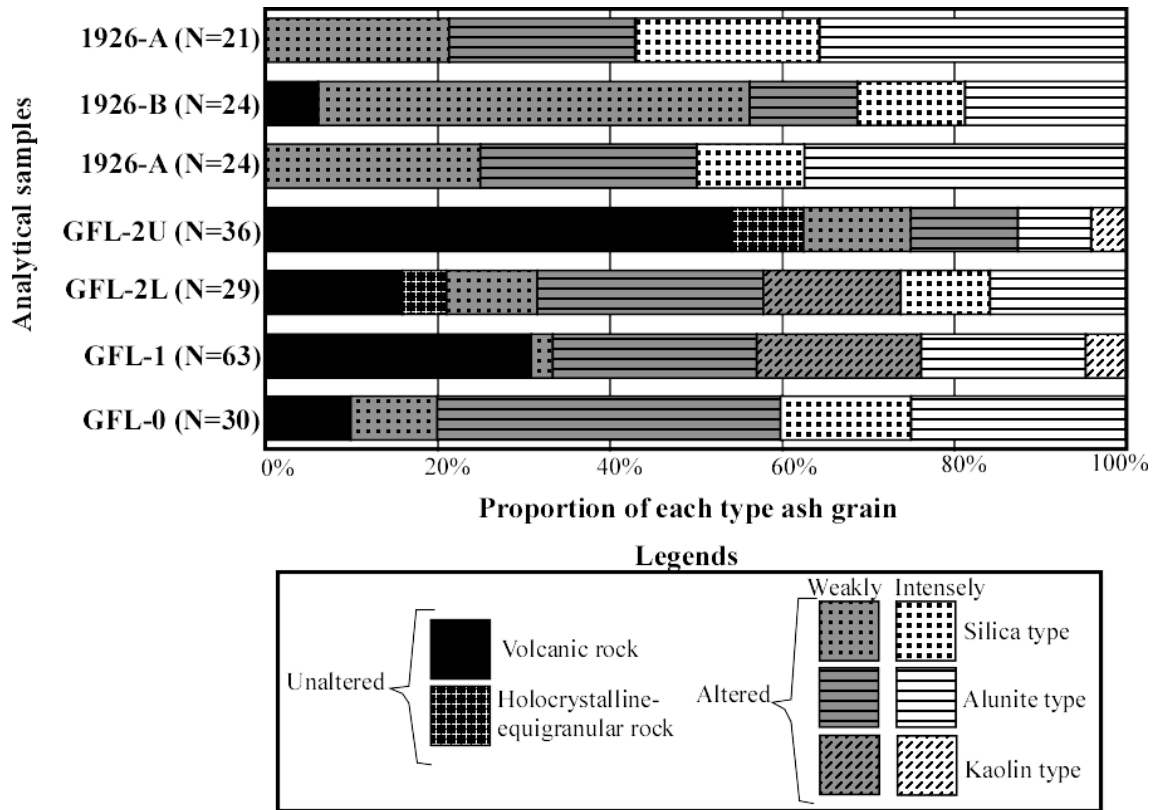 Analytical samples
1926-A (N=21)
1926-B (N=24)
1926-A (N=24)
GFL-2U (N=36)
GFL-2L (N=29)
GFL-1 (N=63)
GFL-0 (N=30)
0% 20% 40% 60% 80% 100%
Proportion of each type ash grain
Legends
Unaltered
Volcanic rock
Holocrystalline-
equigranular rock
Altered
Weakly Intensely
Silica type
Alunite type
Kaolin type